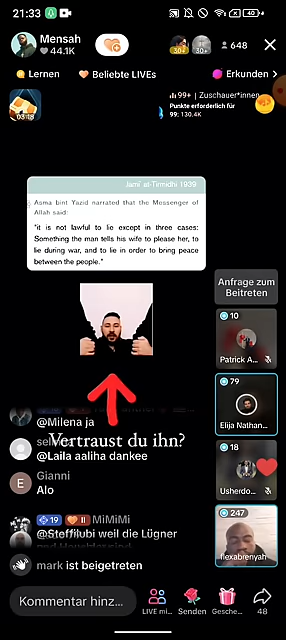 21:33
40
Mensah
44.1K
30+
30+
648
Lernen
Beliebte LIVEs
Erkunden
03:18
99+ | Zuschauer*innen
Punkte erforderlich für
99: 130.4K
Jami' at-Tirmidhi 1939
Asma bint Yazid narrated that the Messenger of
Allah said:
"it is not lawful to lie except in three cases:
Something the man tells his wife to please her, to
lie during war, and to lie in order to bring peace
between the people."
Anfrage zum
Beitreten
10
Patrick A...
79
Elija Nathan...
18
Usherdo...
247
flexabrenyah
@Milena ja
Vertraust du ihn?
@Laila aaliha dankee
Gianni
Alo
19 II MiMiMi
@Steffilubi weil die Lügner
mark ist beigetreten
Kommentar hinz...
LIVE mi...
Senden
Gesche...
48